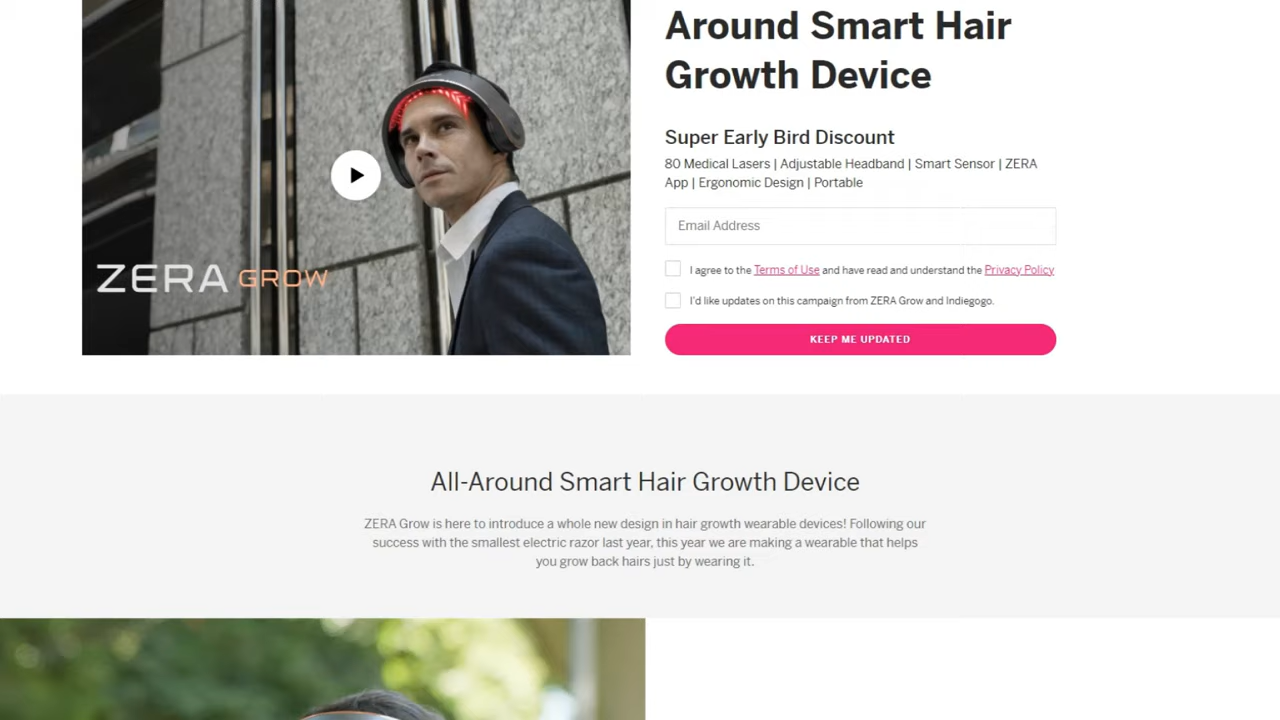 Around Smart Hair
Growth Device
Super Early Bird Discount
80 Medical Lasers | Adjustable Headband | Smart Sensor | ZERA
App | Ergonomic Design | Portable
Email Address
I agree to the Terms of Use and have read and understand the Privacy Policy
I'd like updates on this campaign from ZERA Grow and Indiegogo.
KEEP ME UPDATED
ZERA GROW
All-Around Smart Hair Growth Device
ZERA Grow is here to introduce a whole new design in hair growth wearable devices! Following our
success with the smallest electric razor last year, this year we are making a wearable that helps
you grow back hairs just by wearing it.